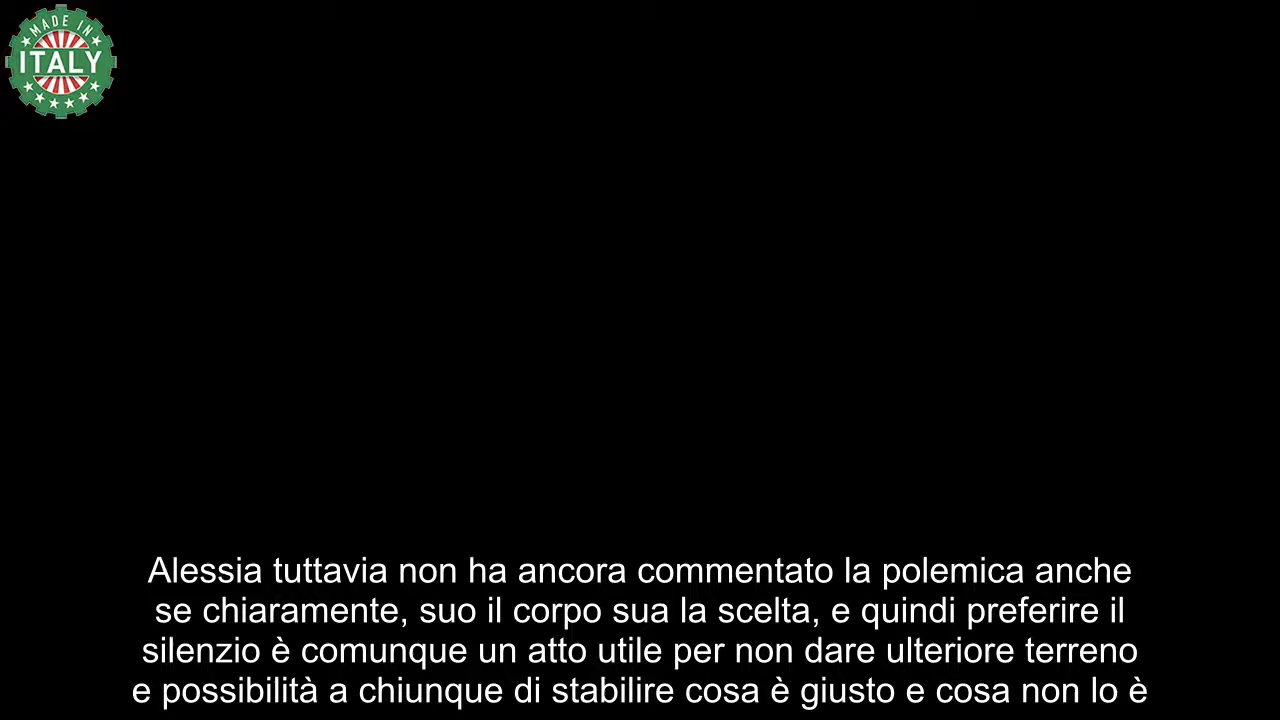 MADE IN
ITALY
Alessia tuttavia non ha ancora commentato la polemica anche
se chiaramente, suo il corpo sua la scelta, e quindi preferire il
silenzio è comunque un atto utile per non dare ulteriore terreno
e possibilità a chiunque di stabilire cosa è giusto e cosa non lo è